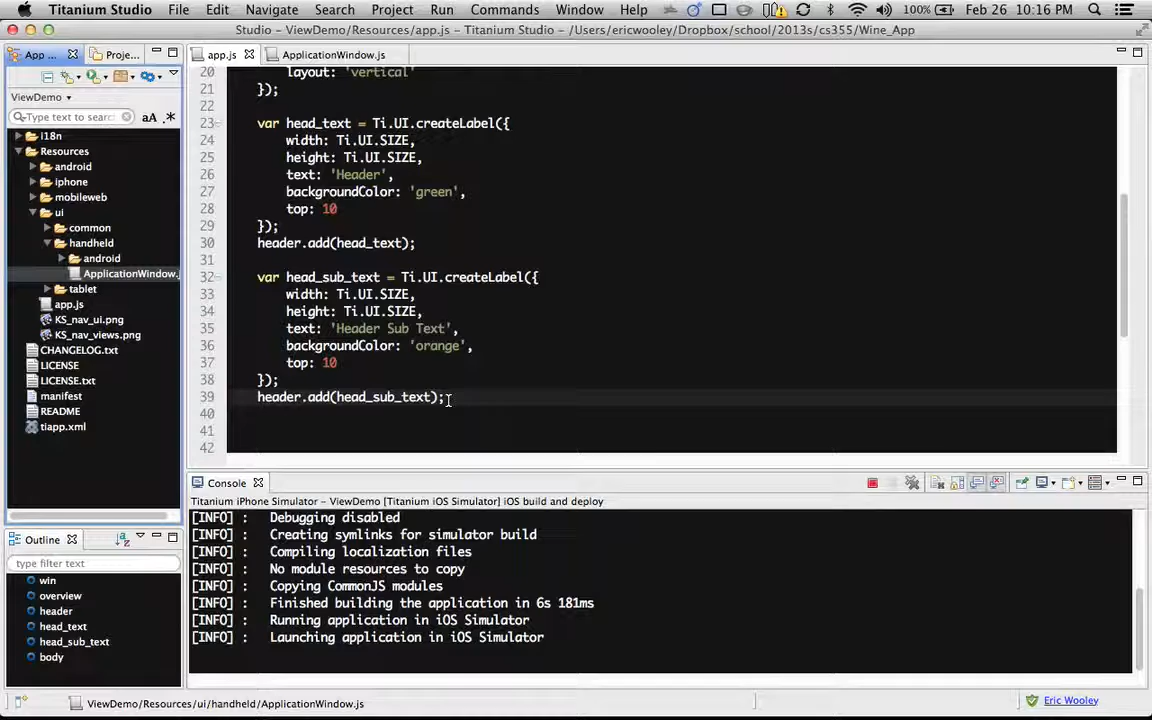 Titanium Studio File Edit Navigate Search Project Run Commands Window Help 100% Feb 26 10:16 PM
Studio – ViewDemo/Resources/app.js – Titanium Studio – /Users/ericwooley/Dropbox/school/2013s/cs355/Wine_App
App ... Proje...
app.js ApplicationWindow.js
ViewDemo
Type text to search aA .*
i18n
Resources
android
iphone
mobileweb
ui
common
handheld
android
ApplicationWindow.j
tablet
app.js
KS_nav_ui.png
KS_nav_views.png
CHANGELOG.txt
LICENSE
LICENSE.txt
manifest
README
tiapp.xml
20 layout: 'vertical'
21 });
22
23 var head_text = Ti.UI.createLabel({
24 width: Ti.UI.SIZE,
25 height: Ti.UI.SIZE,
26 text: 'Header',
27 backgroundColor: 'green',
28 top: 10
29 });
30 header.add(head_text);
31
32 var head_sub_text = Ti.UI.createLabel({
33 width: Ti.UI.SIZE,
34 height: Ti.UI.SIZE,
35 text: 'Header Sub Text',
36 backgroundColor: 'orange',
37 top: 10
38 });
39 header.add(head_sub_text);
40
41
42
Outline
type filter text
win
overview
header
head_text
head_sub_text
body
Console
Titanium iPhone Simulator - ViewDemo [Titanium iOS Simulator] iOS build and deploy
[INFO] : Debugging disabled
[INFO] : Creating symlinks for simulator build
[INFO] : Compiling localization files
[INFO] : No module resources to copy
[INFO] : Copying CommonJS modules
[INFO] : Finished building the application in 6s 181ms
[INFO] : Running application in iOS Simulator
[INFO] : Launching application in iOS Simulator
ViewDemo/Resources/ui/handheld/ApplicationWindow.js
Eric Wooley